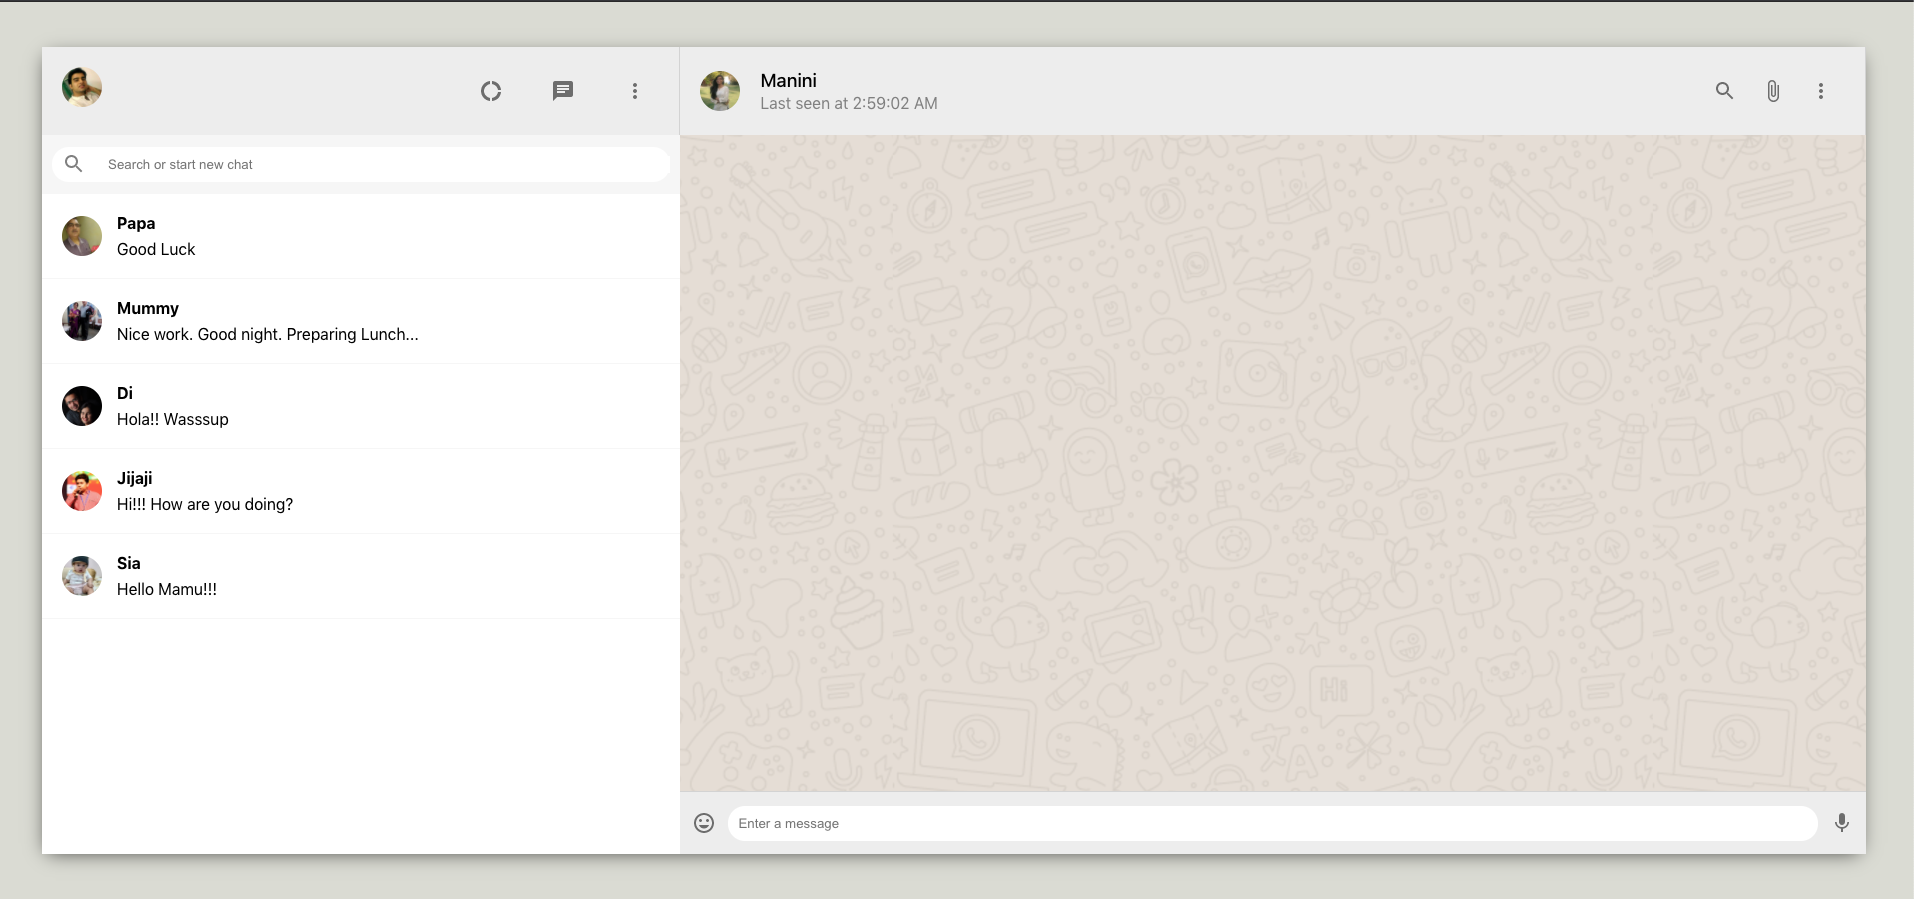 Manini
Last seen at 2:59:02 AM
Search or start new chat
Papa
Good Luck
Mummy
Nice work. Good night. Preparing Lunch...
Di
Hola!! Wasssup
Jijaji
Hi!!! How are you doing?
Sia
Hello Mamu!!!
Hi
Enter a message